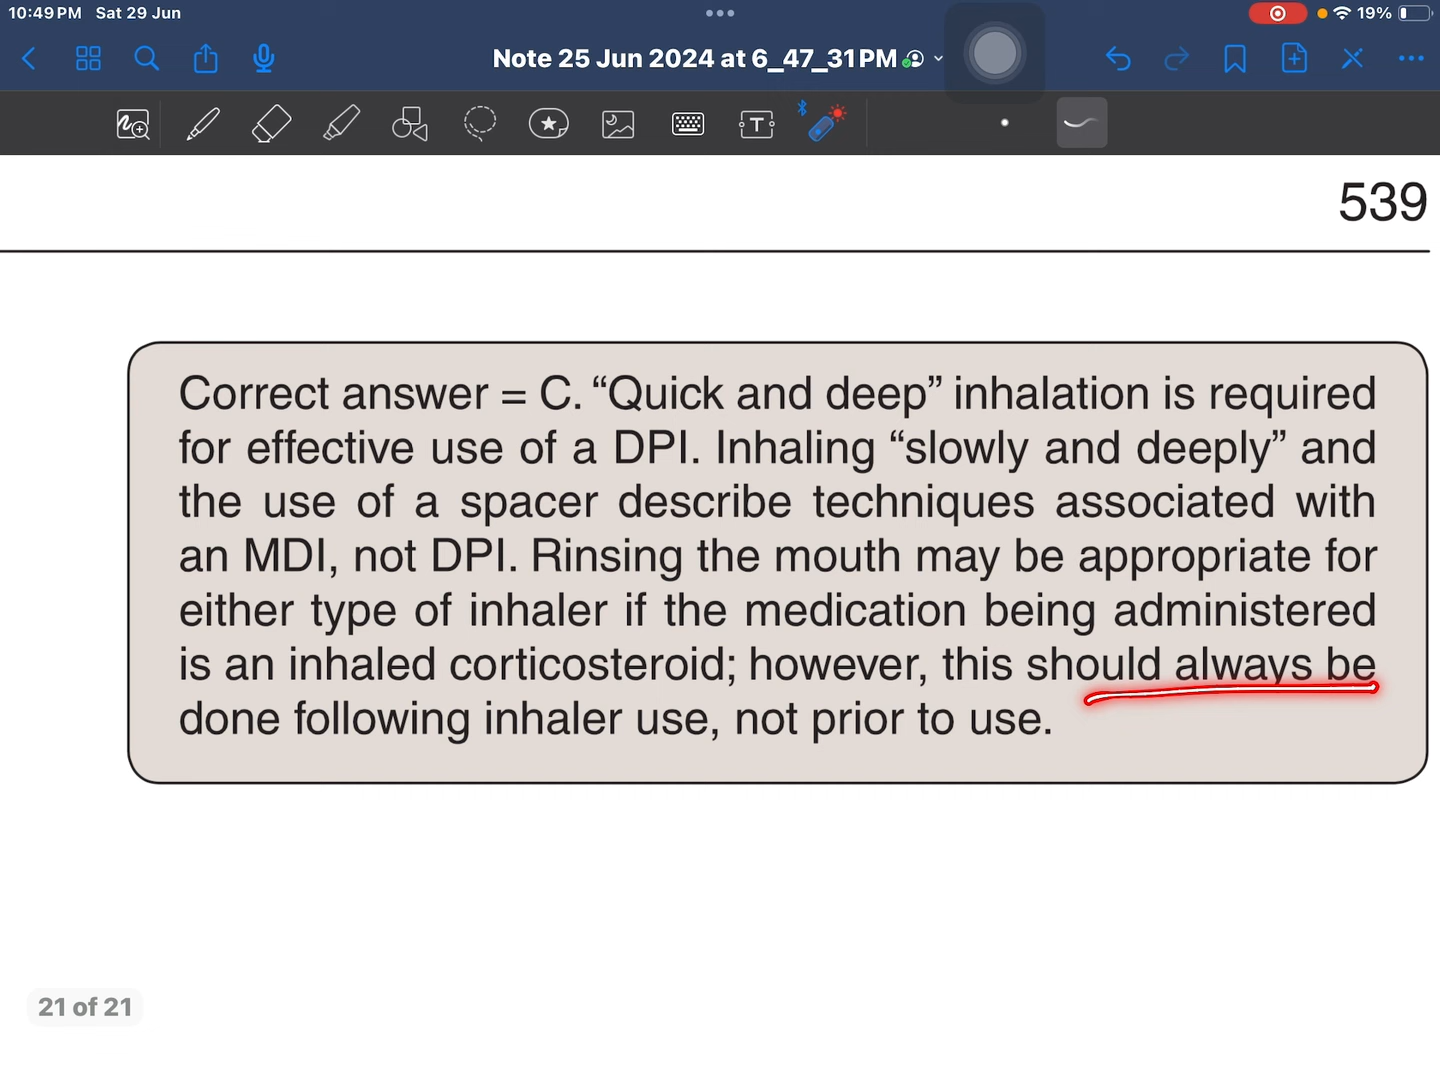 10:49 PM Sat 29 Jun
19%
Note 25 Jun 2024 at 6_47_31 PM
T
539
Correct answer = C. “Quick and deep” inhalation is required
for effective use of a DPI. Inhaling “slowly and deeply” and
the use of a spacer describe techniques associated with
an MDI, not DPI. Rinsing the mouth may be appropriate for
either type of inhaler if the medication being administered
is an inhaled corticosteroid; however, this should always be
done following inhaler use, not prior to use.
21 of 21